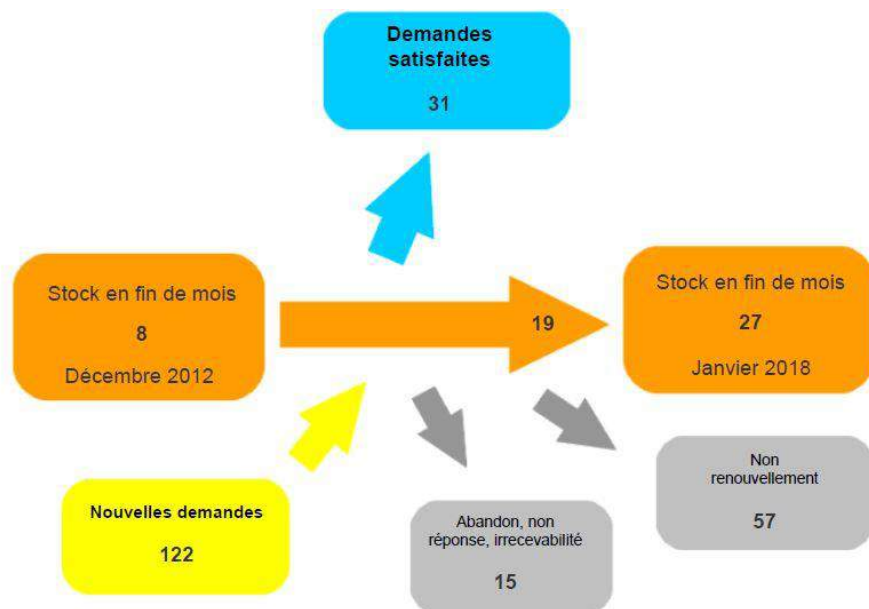 Demandes
satisfaites
31
Stock en fin de mois
8
Décembre 2012
19
Stock en fin de mois
27
Janvier 2018
Nouvelles demandes
122
Abandon, non
réponse, irrecevabilité
15
Non
renouvellement
57